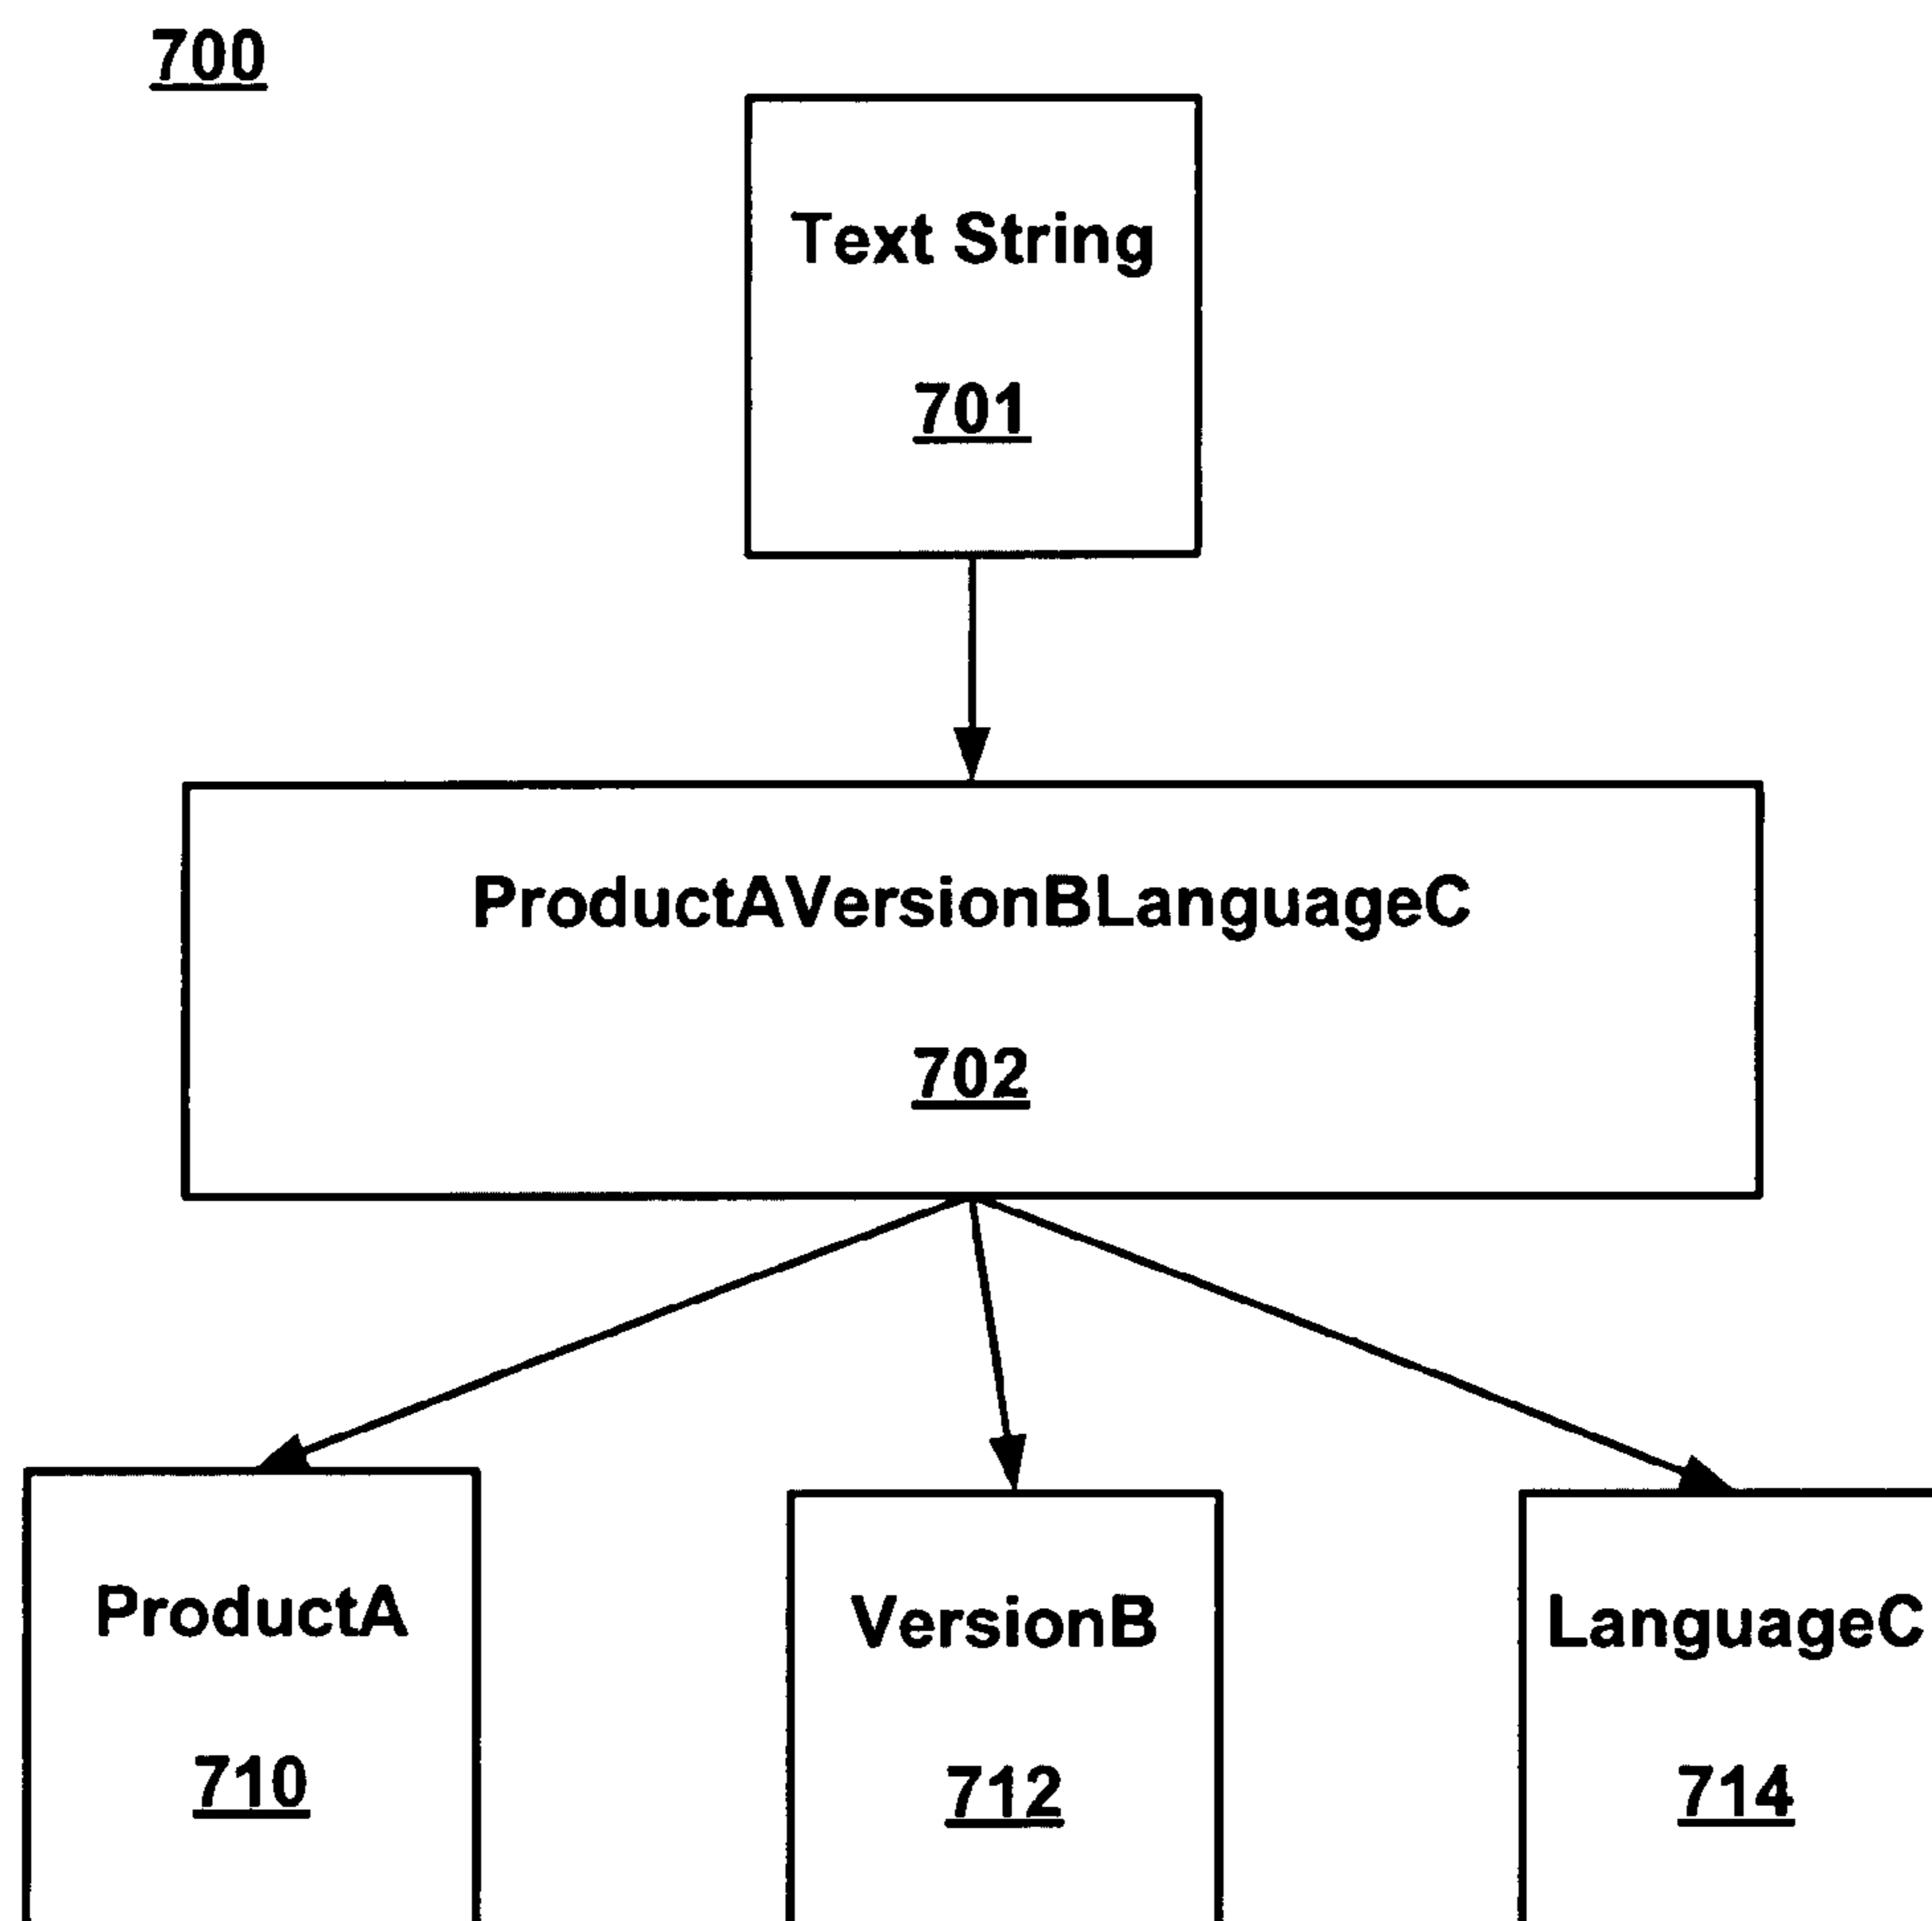 700
Text String
701
ProductAVersionBLanguageC
702
ProductA
VersionB
LanguageC
710
712
714